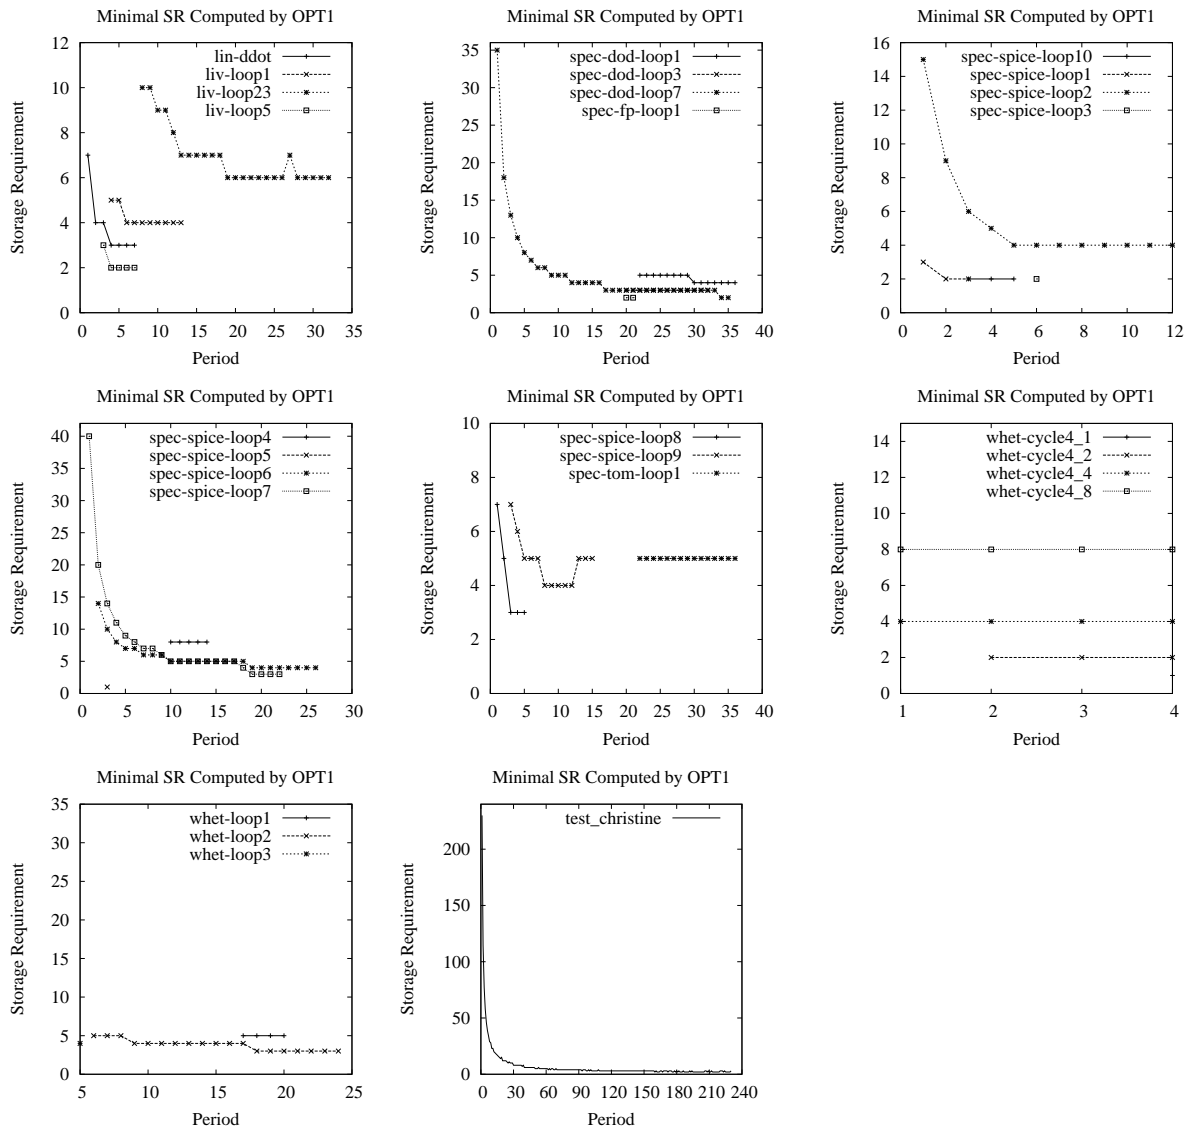 Minimal SR Computed by OPT1
12
10
8
6
4
2
0
0 5 10 15 20 25 30 35
Storage Requirement
Period
lin-ddot
liv-loop1
liv-loop23
liv-loop5
Minimal SR Computed by OPT1
35
30
25
20
15
10
5
0
0 5 10 15 20 25 30 35 40
Storage Requirement
Period
spec-dod-loop1
spec-dod-loop3
spec-dod-loop7
spec-fp-loop1
Minimal SR Computed by OPT1
16
14
12
10
8
6
4
2
0
0 2 4 6 8 10 12
Storage Requirement
Period
spec-spice-loop10
spec-spice-loop1
spec-spice-loop2
spec-spice-loop3
Minimal SR Computed by OPT1
40
35
30
25
20
15
10
5
0
0 5 10 15 20 25 30
Storage Requirement
Period
spec-spice-loop4
spec-spice-loop5
spec-spice-loop6
spec-spice-loop7
Minimal SR Computed by OPT1
10
8
6
4
2
0
0 5 10 15 20 25 30 35 40
Storage Requirement
Period
spec-spice-loop8
spec-spice-loop9
spec-tom-loop1
Minimal SR Computed by OPT1
14
12
10
8
6
4
2
0
1 2 3 4
Storage Requirement
Period
whet-cycle4_1
whet-cycle4_2
whet-cycle4_4
whet-cycle4_8
Minimal SR Computed by OPT1
35
30
25
20
15
10
5
0
5 10 15 20 25
Storage Requirement
Period
whet-loop1
whet-loop2
whet-loop3
Minimal SR Computed by OPT1
200
150
100
50
0
0 30 60 90 120 150 180 210 240
Storage Requirement
Period
test_christine